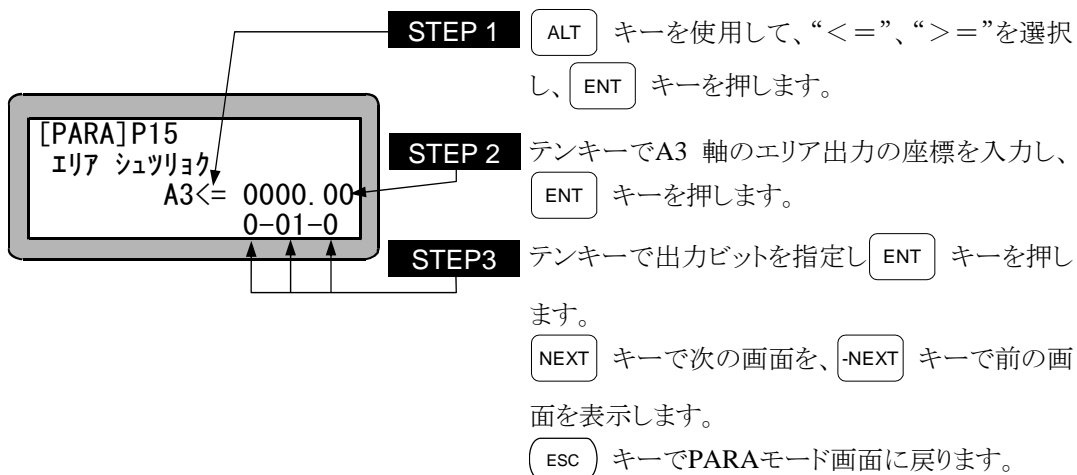 STEP 1 ALT キーを使用して、“＜＝”、“＞＝”を選択
し、 ENT キーを押します。
[PARA]P15
エリア シュツリョク
A3<= 0000.00
0-01-0
STEP 2 テンキーでA3 軸のエリア出力の座標を入力し、
ENT キーを押します。
STEP3 テンキーで出力ビットを指定し ENT キーを押し
ます。
NEXT キーで次の画面を、 -NEXT キーで前の画
面を表示します。
ESC キーでPARAモード画面に戻ります。